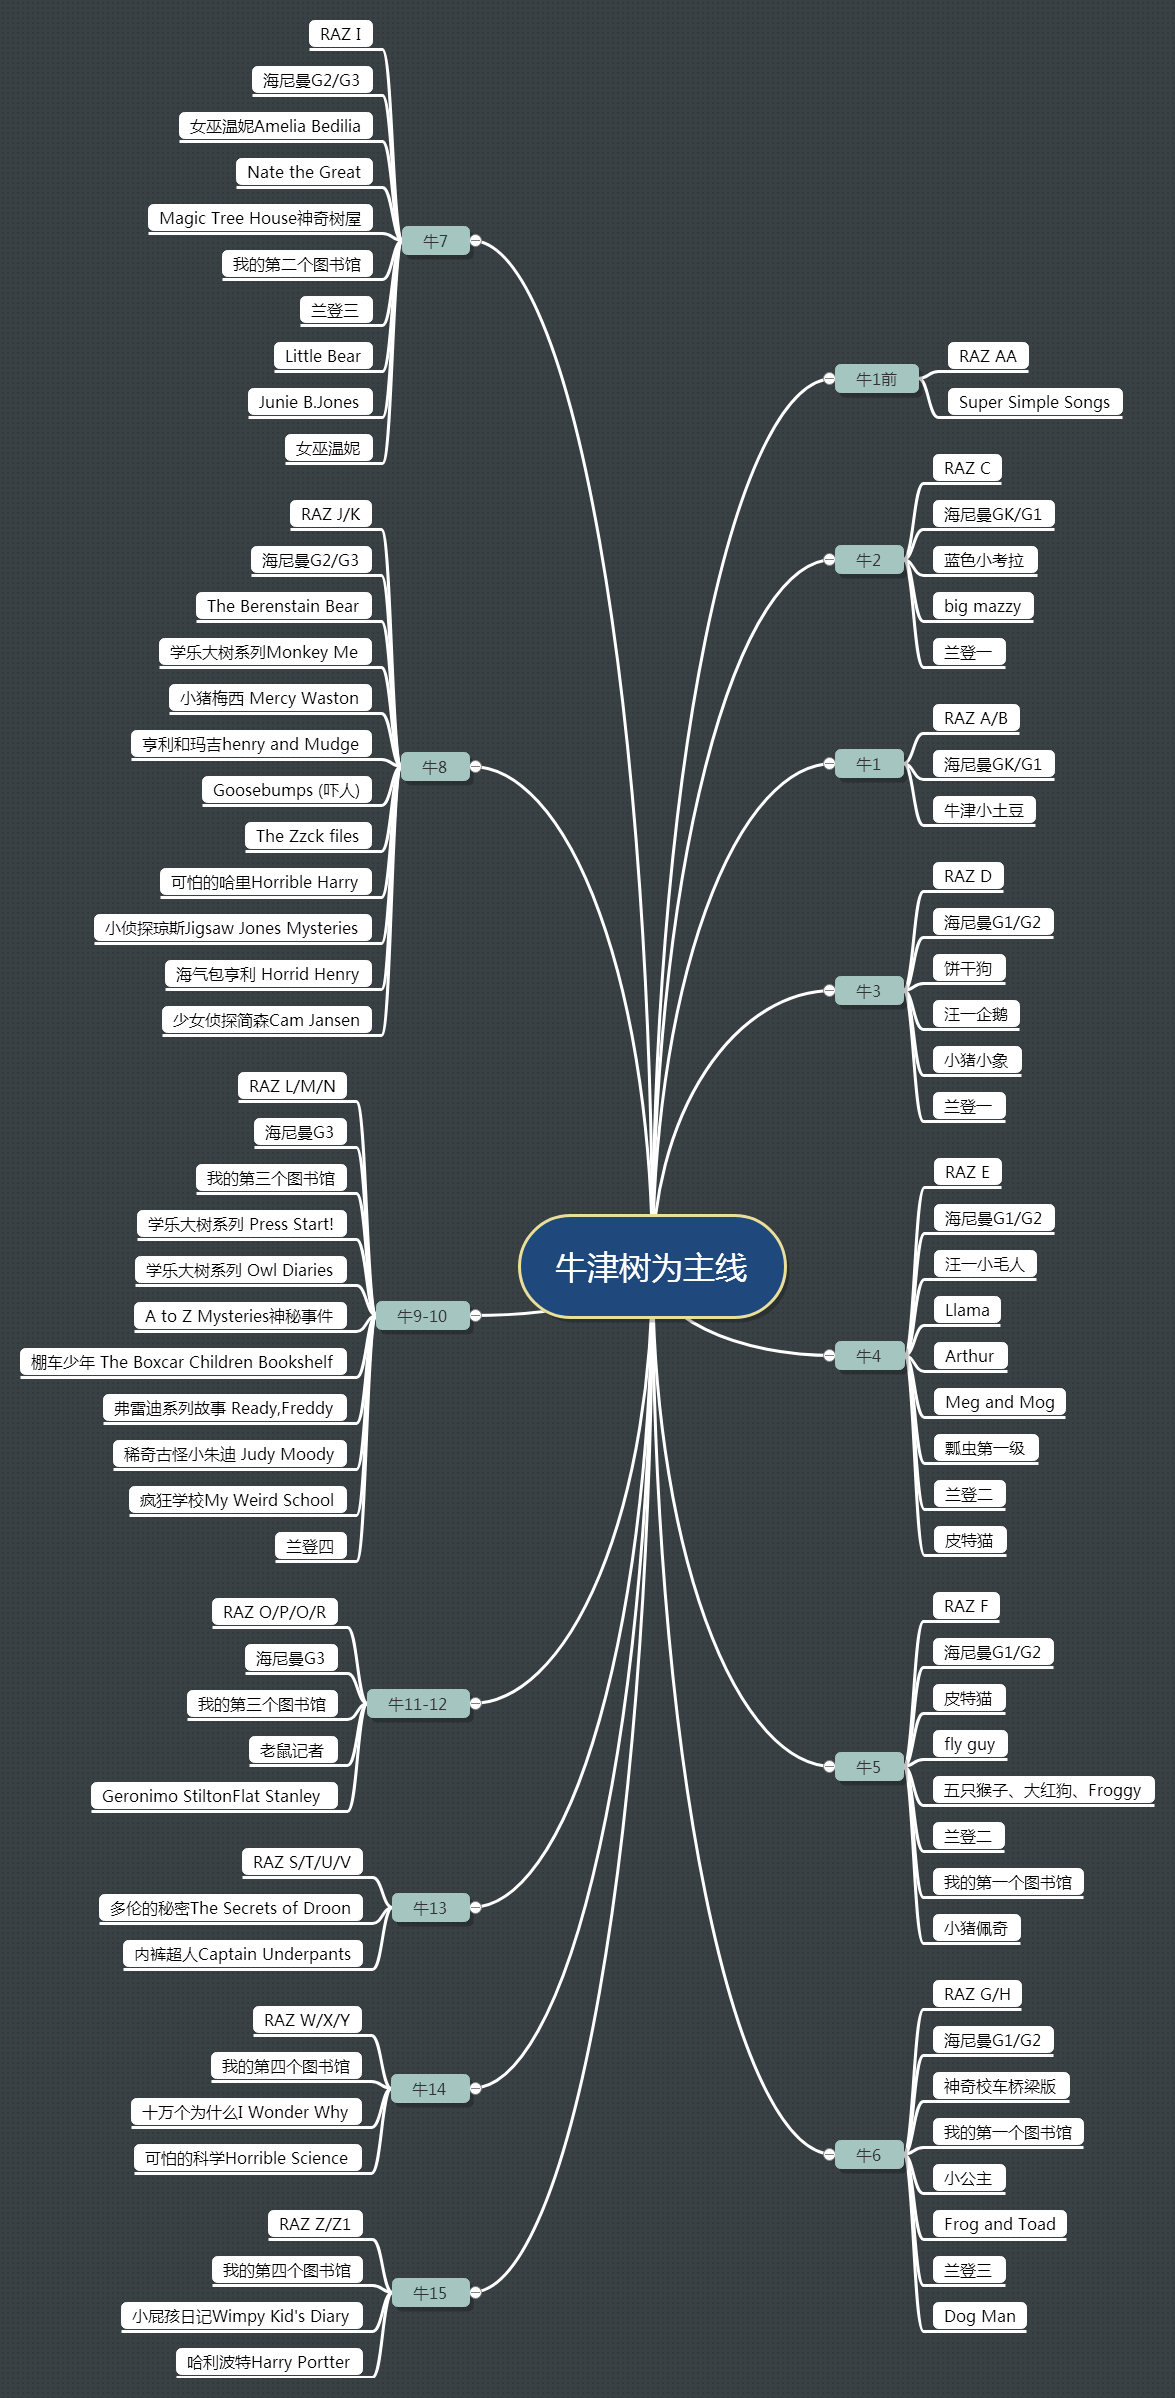 牛津树为主线
牛1前
RAZ AA
Super Simple Songs
牛2
RAZ C
海尼曼GK/G1
蓝色小考拉
big mazzy
兰登一
牛1
RAZ A/B
海尼曼GK/G1
牛津小土豆
牛3
RAZ D
海尼曼G1/G2
饼干狗
汪一企鹅
小猪小象
兰登一
牛4
RAZ E
海尼曼G1/G2
汪一小毛人
Llama
Arthur
Meg and Mog
瓢虫第一级
兰登二
皮特猫
牛5
RAZ F
海尼曼G1/G2
皮特猫
fly guy
五只猴子、大红狗、Froggy
兰登二
我的第一个图书馆
小猪佩奇
牛6
RAZ G/H
海尼曼G1/G2
神奇校车桥梁版
我的第一个图书馆
小公主
Frog and Toad
兰登三
Dog Man
牛7
RAZ I
海尼曼G2/G3
女巫温妮Amelia Bedilia
Nate the Great
Magic Tree House神奇树屋
我的第二个图书馆
兰登三
Little Bear
Junie B.Jones
女巫温妮
牛8
RAZ J/K
海尼曼G2/G3
The Berenstain Bear
学乐大树系列Monkey Me
小猪梅西 Mercy Waston
亨利和玛吉henry and Mudge
Goosebumps (吓人)
The Zzck files
可怕的哈里Horrible Harry
小侦探琼斯Jigsaw Jones Mysteries
海气包亨利 Horrid Henry
少女侦探简森Cam Jansen
牛9-10
RAZ L/M/N
海尼曼G3
我的第三个图书馆
学乐大树系列 Press Start!
学乐大树系列 Owl Diaries
A to Z Mysteries神秘事件
棚车少年 The Boxcar Children Bookshelf
弗雷迪系列故事 Ready,Freddy
稀奇古怪小朱迪 Judy Moody
疯狂学校My Weird School
兰登四
牛11-12
RAZ O/P/O/R
海尼曼G3
我的第三个图书馆
老鼠记者
Geronimo StiltonFlat Stanley
牛13
RAZ S/T/U/V
多伦的秘密The Secrets of Droon
内裤超人Captain Underpants
牛14
RAZ W/X/Y
我的第四个图书馆
十万个为什么I Wonder Why
可怕的科学Horrible Science
牛15
RAZ Z/Z1
我的第四个图书馆
小屁孩日记Wimpy Kid's Diary
哈利波特Harry Portter